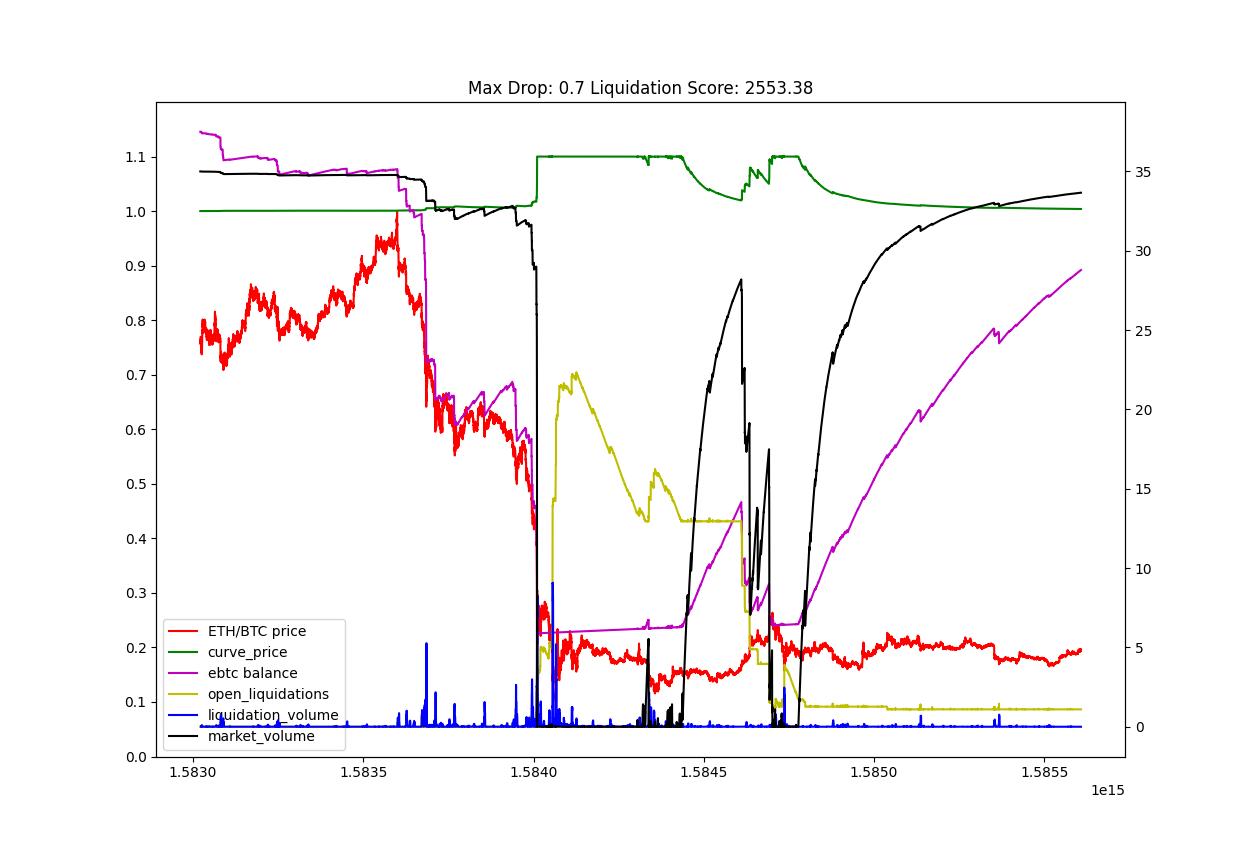 Max Drop: 0.7 Liquidation Score: 2553.38
1.1
1.0
0.9
0.8
0.7
0.6
0.5
0.4
0.3
0.2
0.1
0.0
35
30
25
20
15
10
5
0
ETH/BTC price
curve_price
ebtc balance
open_liquidations
liquidation_volume
market_volume
1.5830 1.5835 1.5840 1.5845 1.5850 1.5855
1e15